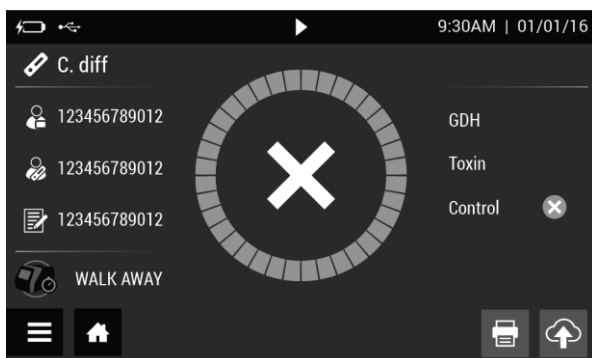 9:30AM | 01/01/16
C. diff
123456789012
123456789012
123456789012
WALK AWAY
GDH
Toxin
Control